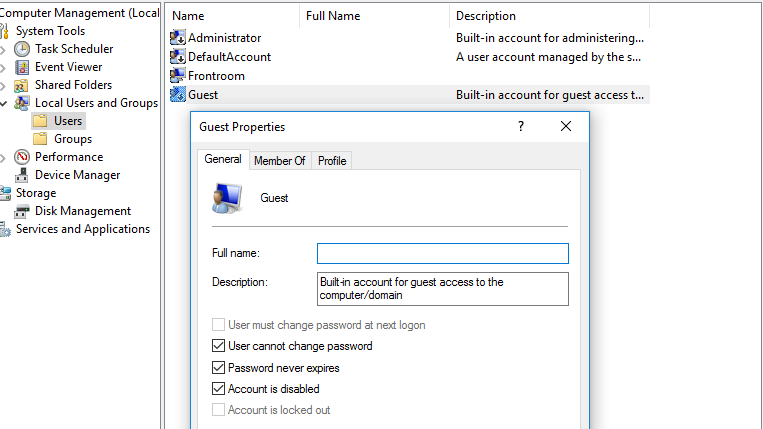 Computer Management (Local
System Tools
Task Scheduler
Event Viewer
Shared Folders
Local Users and Groups
Users
Groups
Performance
Device Manager
Storage
Disk Management
Services and Applications
Name Full Name Description
Administrator Built-in account for administering...
DefaultAccount A user account managed by the s...
Frontroom
Guest Built-in account for guest access t...
Guest Properties ?
General Member Of Profile
Guest
Full name:
Description: Built-in account for guest access to the
computer/domain
User must change password at next logon
User cannot change password
Password never expires
Account is disabled
Account is locked out